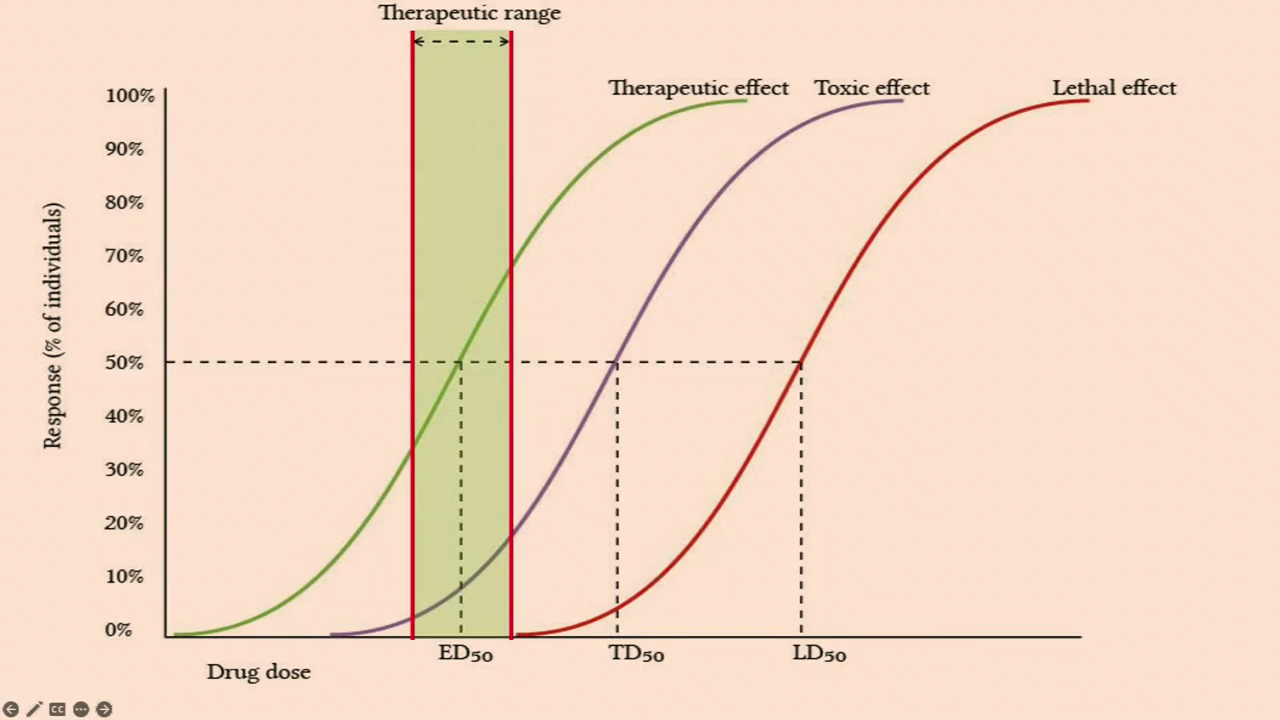 Therapeutic range
Therapeutic effect
Toxic effect
Lethal effect
100%
90%
80%
70%
60%
50%
40%
30%
20%
10%
0%
Response (% of individuals)
ED50
TD50
LD50
Drug dose
CC